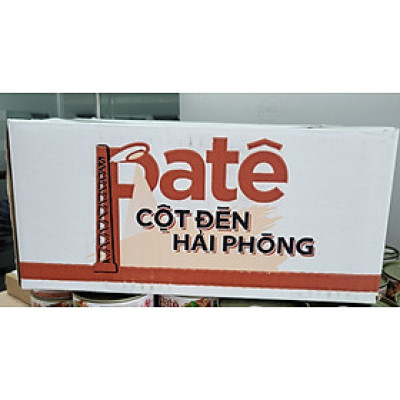 patê
CỘT ĐÈN
HẢI PHÒNG